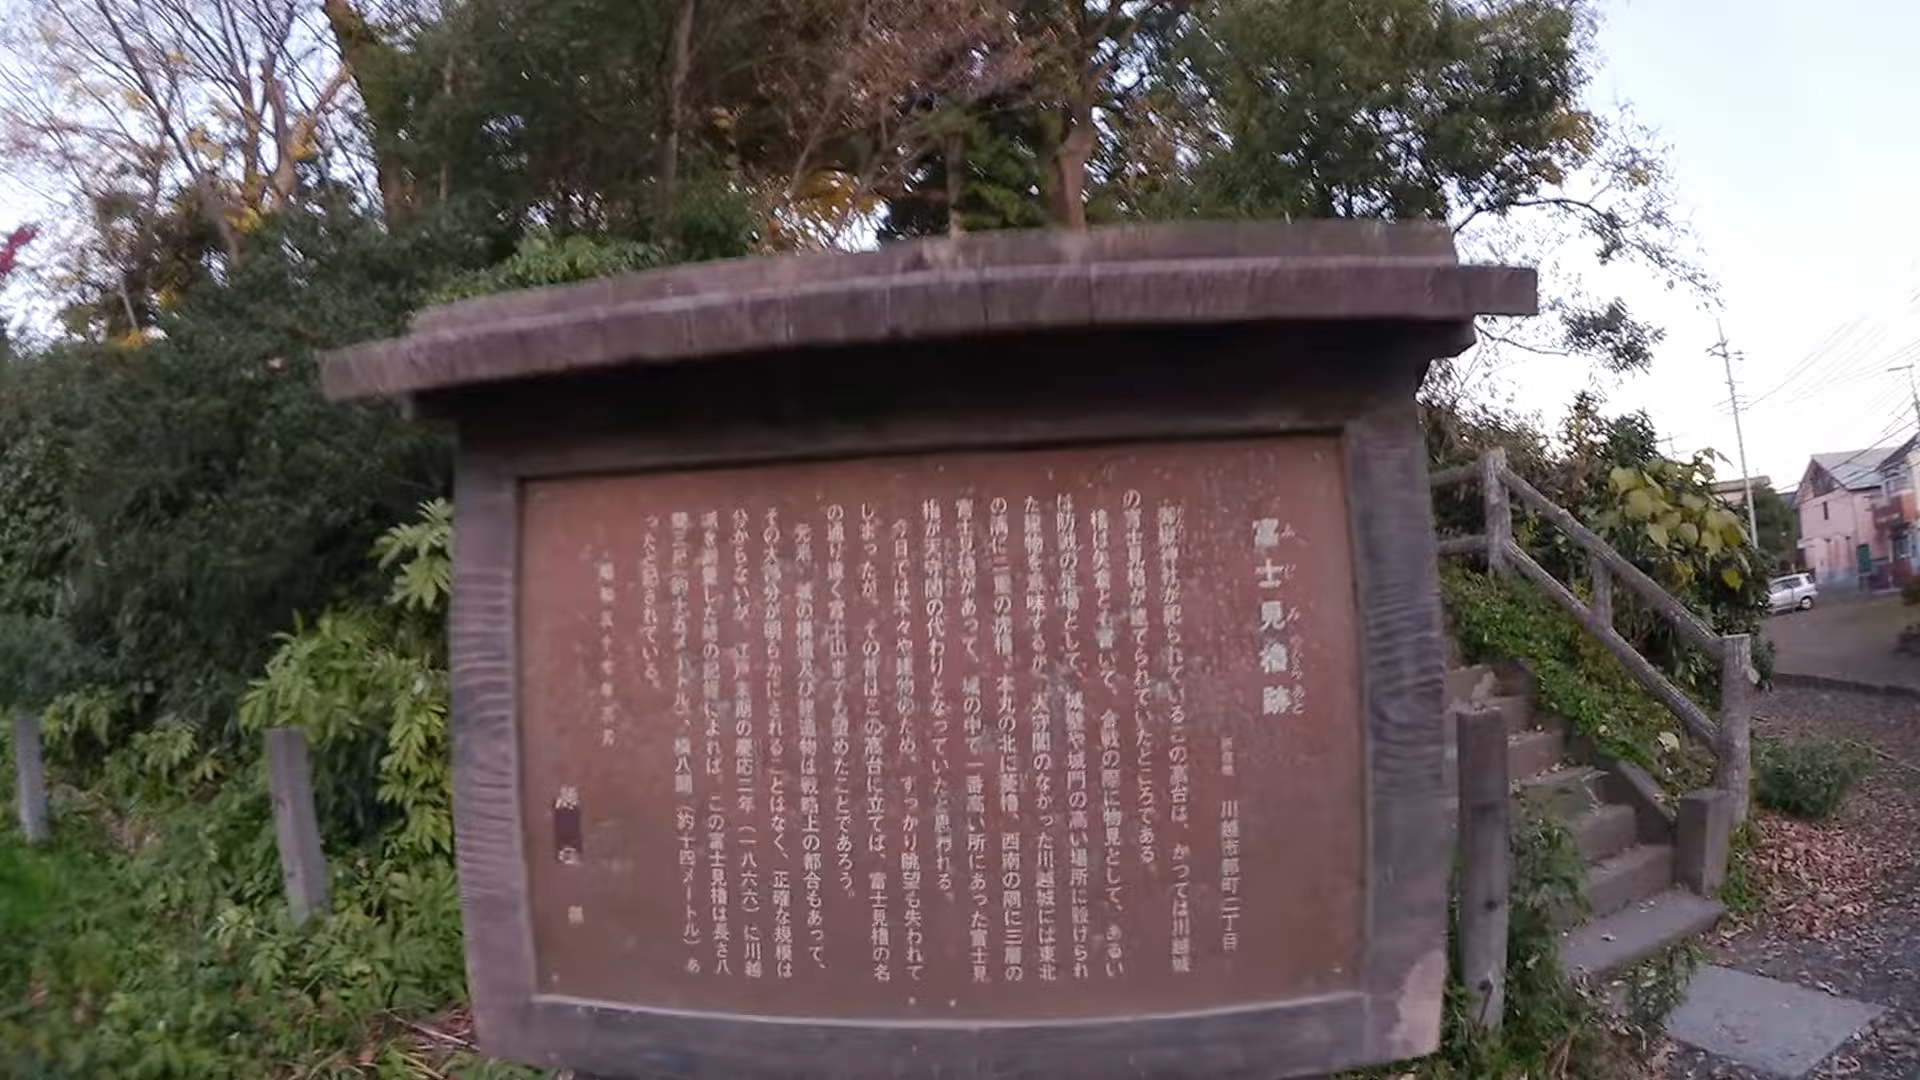 富士見櫓跡
ふじみやぐらあと
所在地 川越市郭町二丁目
御嶽神社が祀られているこの高台は、かつては川越城
の富士見櫓が建てられていたところである。
櫓は矢倉とも書いて、合戦の際に物見として、あるい
は防戦の足場として、城壁や城門の高い場所に設けられ
た建物を意味するが、天守閣のなかった川越城には東北
の隅に二重の虎櫓、本丸の北に菱櫓、西南の隅に三層の
富士見櫓があって、城の中で一番高い所にあった富士見
櫓が天守閣の代わりとなっていたと思われる。
今日では木々や建物のため、すっかり眺望も失われて
しまったが、その昔はこの高台に立てば、富士見櫓の名
の通り遠く富士山までも望めたことであろう。
元来、城の構造及び建造物は戦略上の都合もあって、
その大部分が明らかにされることはなく、正確な規模は
分からないが、江戸末期の慶応二年（一八六六）に川越
城を測量した時の記録によれば、この富士見櫓は長さ八
間三尺（約十五メートル）、横八間（約十四メートル）あ
ったと記されている。
昭和五十七年三月
県